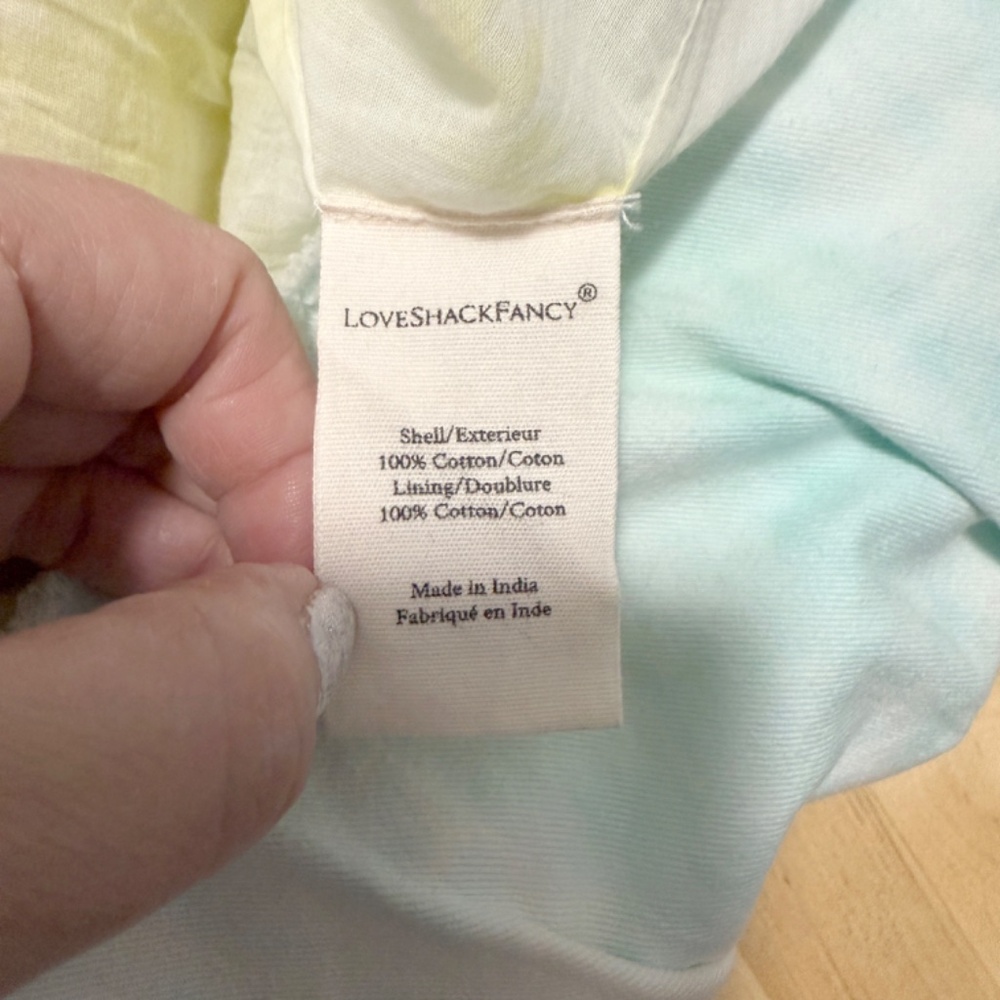 LOVESHACKFANCY®
Shell/Exterieur
100% Cotton/Coton
Lining/Doublure
100% Cotton/Coton
Made in India
Fabriqué en Inde